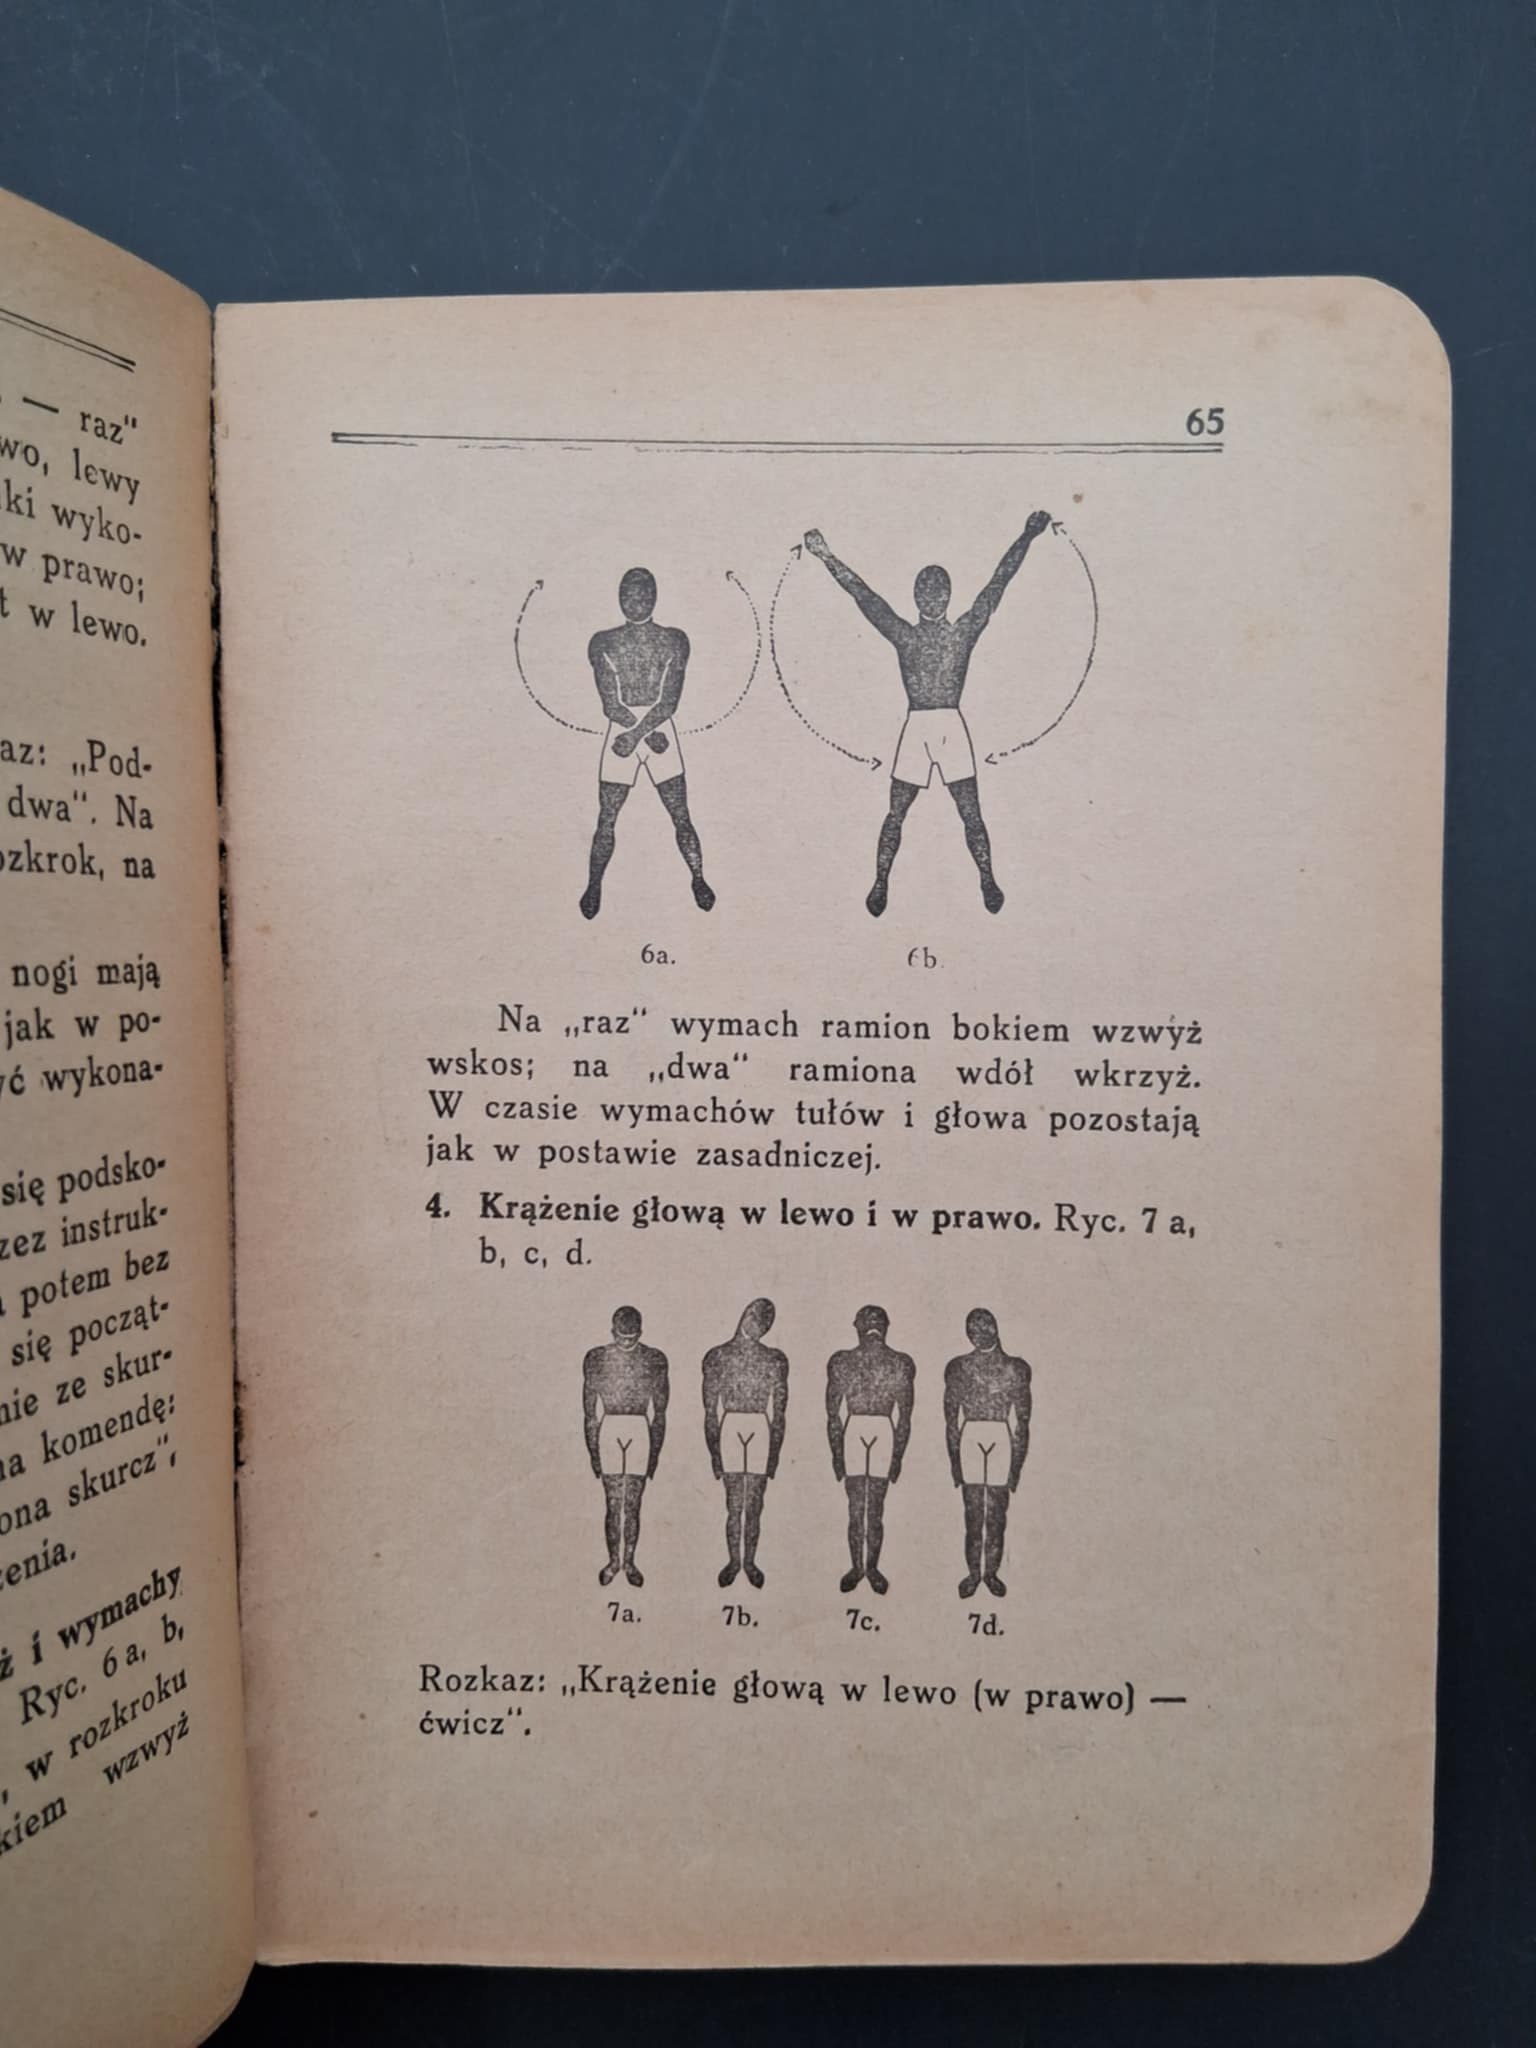 — raz"
wo, lewy
ki wyko-
w prawo;
t w lewo.
az: „Pod-
dwa". Na
ozkrok, na
nogi mają
jak w po-
yć wykona-
się podsko-
zez instruk-
potem bez
się począt-
nie ze skur-
na komendę:
ona skurcz",
zenia.
ż i wymachy
Ryc. 6 a, b,
, w rozkroku
kiem wzwyż
65
6a. 6b.
Na „raz" wymach ramion bokiem wzwyż
wskos; na „dwa" ramiona wdół wkrzyż.
W czasie wymachów tułów i głowa pozostają
jak w postawie zasadniczej.
4. Krążenie głową w lewo i w prawo. Ryc. 7 a,
b, c, d.
7a. 7b. 7c. 7d.
Rozkaz: „Krążenie głową w lewo (w prawo) —
ćwicz".